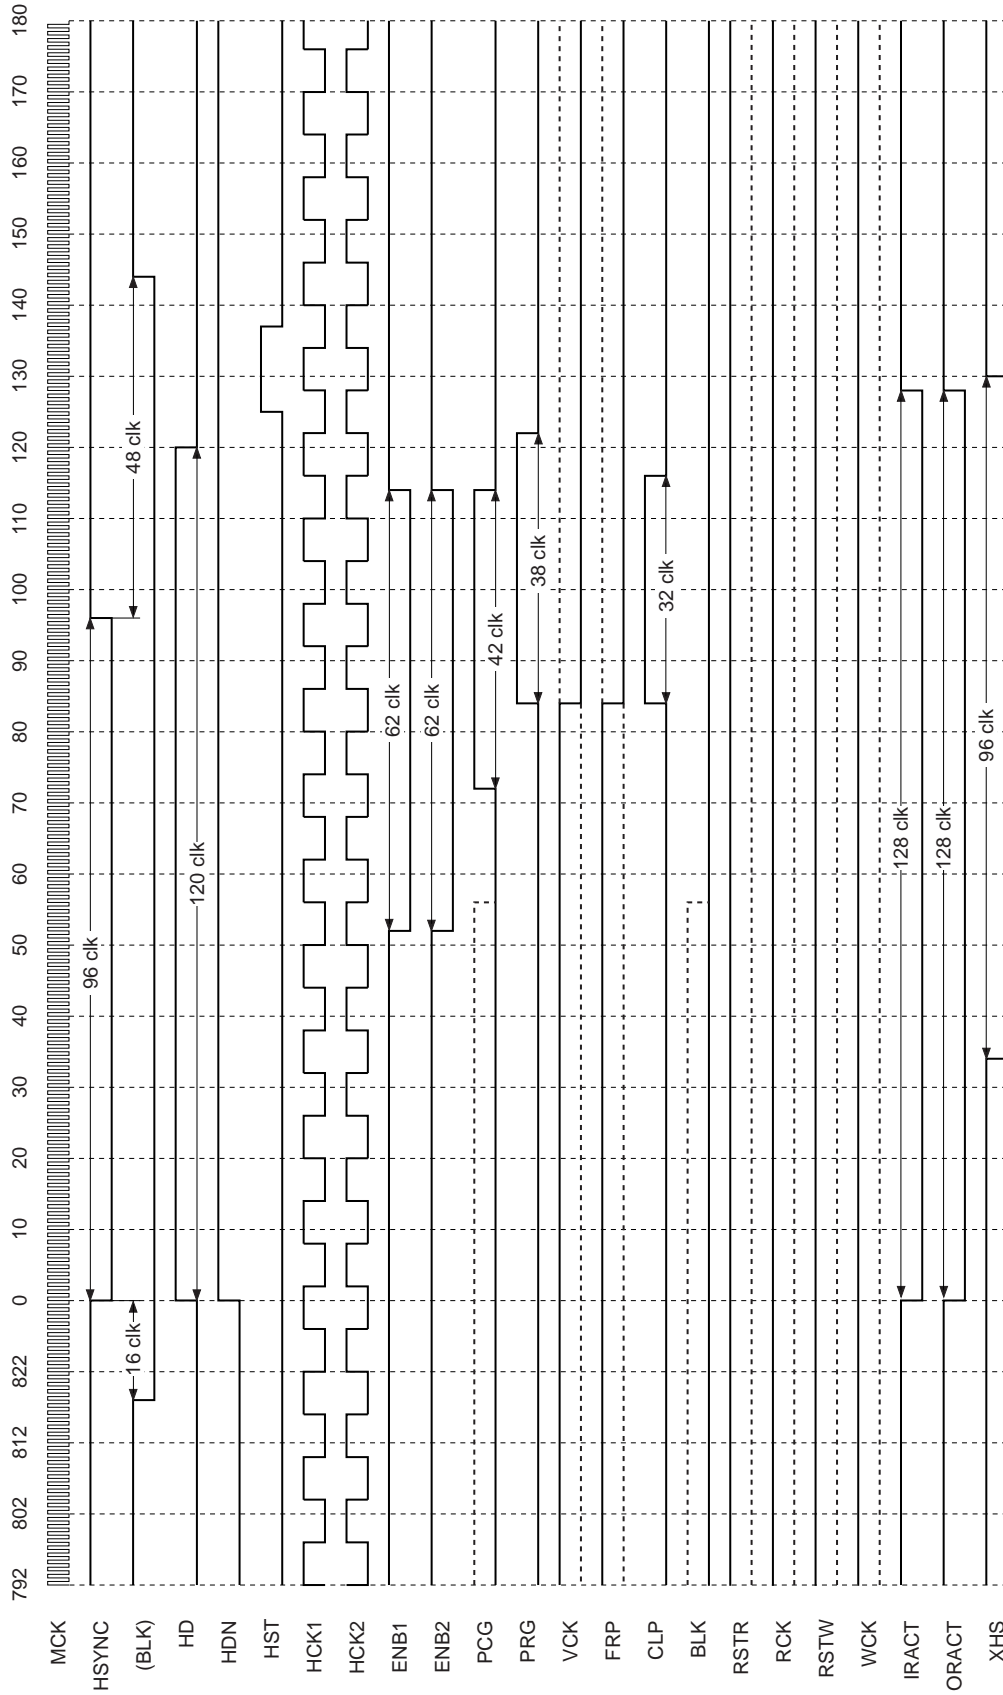 MCK
HSYNC
(BLK)
HD
HDN
HST
HCK1
HCK2
ENB1
ENB2
PCG
PRG
VCK
FRP
CLP
BLK
RSTR
RCK
RSTW
WCK
IRACT
ORACT
XHS
792 802 812 822 0 10 20 30 40 50 60 70 80 90 100 110 120 130 140 150 160 170 180
96 clk
16 clk
48 clk
120 clk
62 clk
62 clk
42 clk
38 clk
32 clk
128 clk
128 clk
96 clk